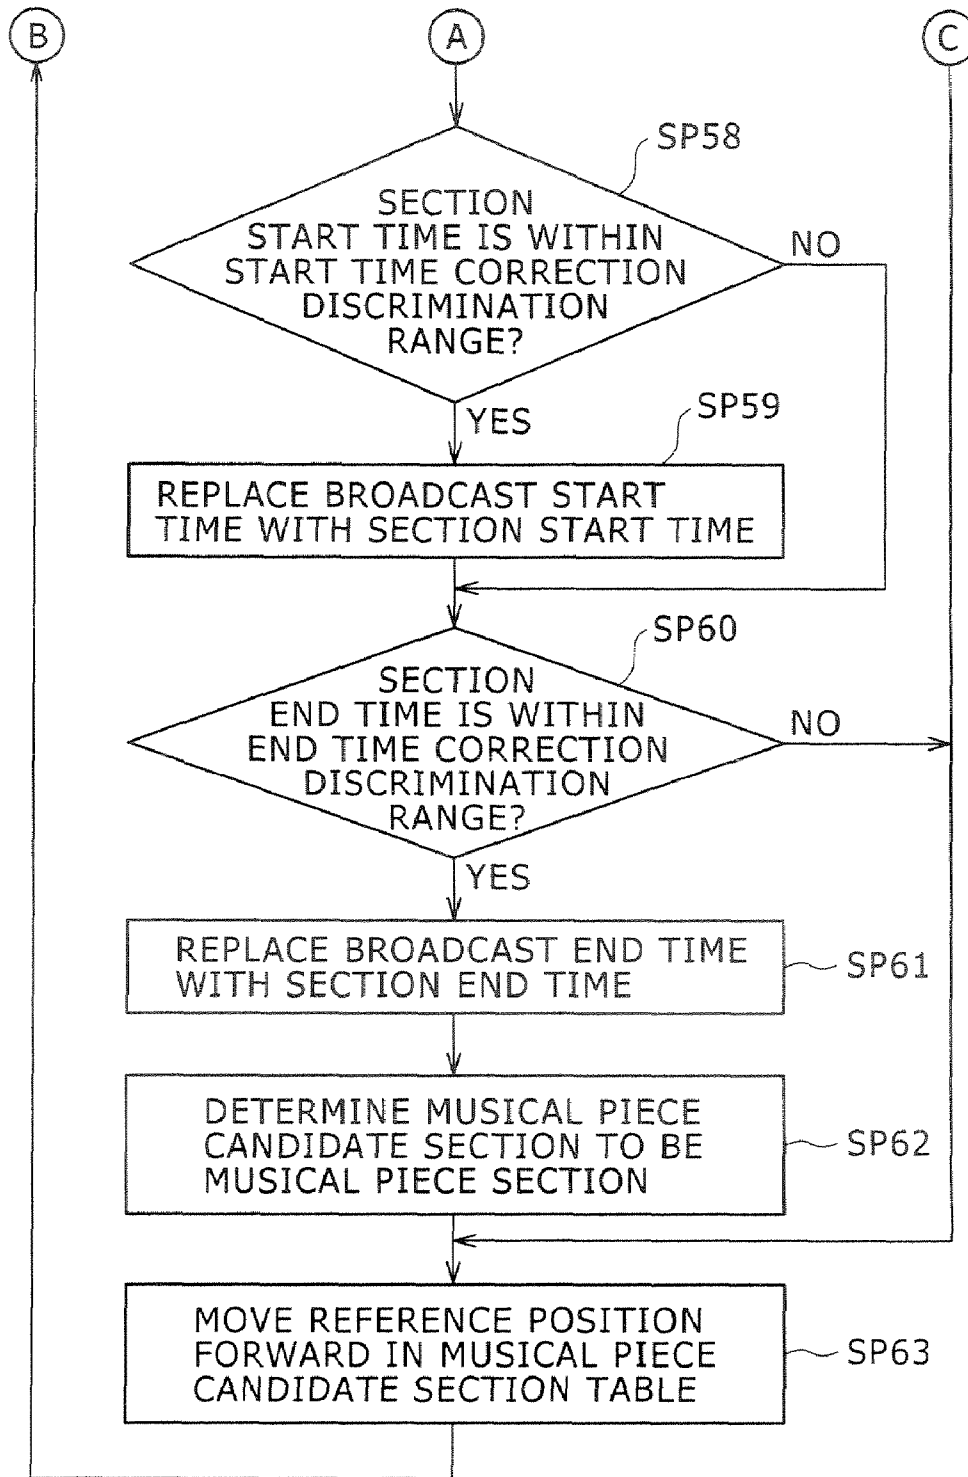 B
A
C
SP58
SECTION
START TIME IS WITHIN
START TIME CORRECTION
DISCRIMINATION
RANGE?
NO
YES
SP59
REPLACE BROADCAST START
TIME WITH SECTION START TIME
SP60
SECTION
END TIME IS WITHIN
END TIME CORRECTION
DISCRIMINATION
RANGE?
NO
YES
REPLACE BROADCAST END TIME
WITH SECTION END TIME
SP61
DETERMINE MUSICAL PIECE
CANDIDATE SECTION TO BE
MUSICAL PIECE SECTION
SP62
MOVE REFERENCE POSITION
FORWARD IN MUSICAL PIECE
CANDIDATE SECTION TABLE
SP63